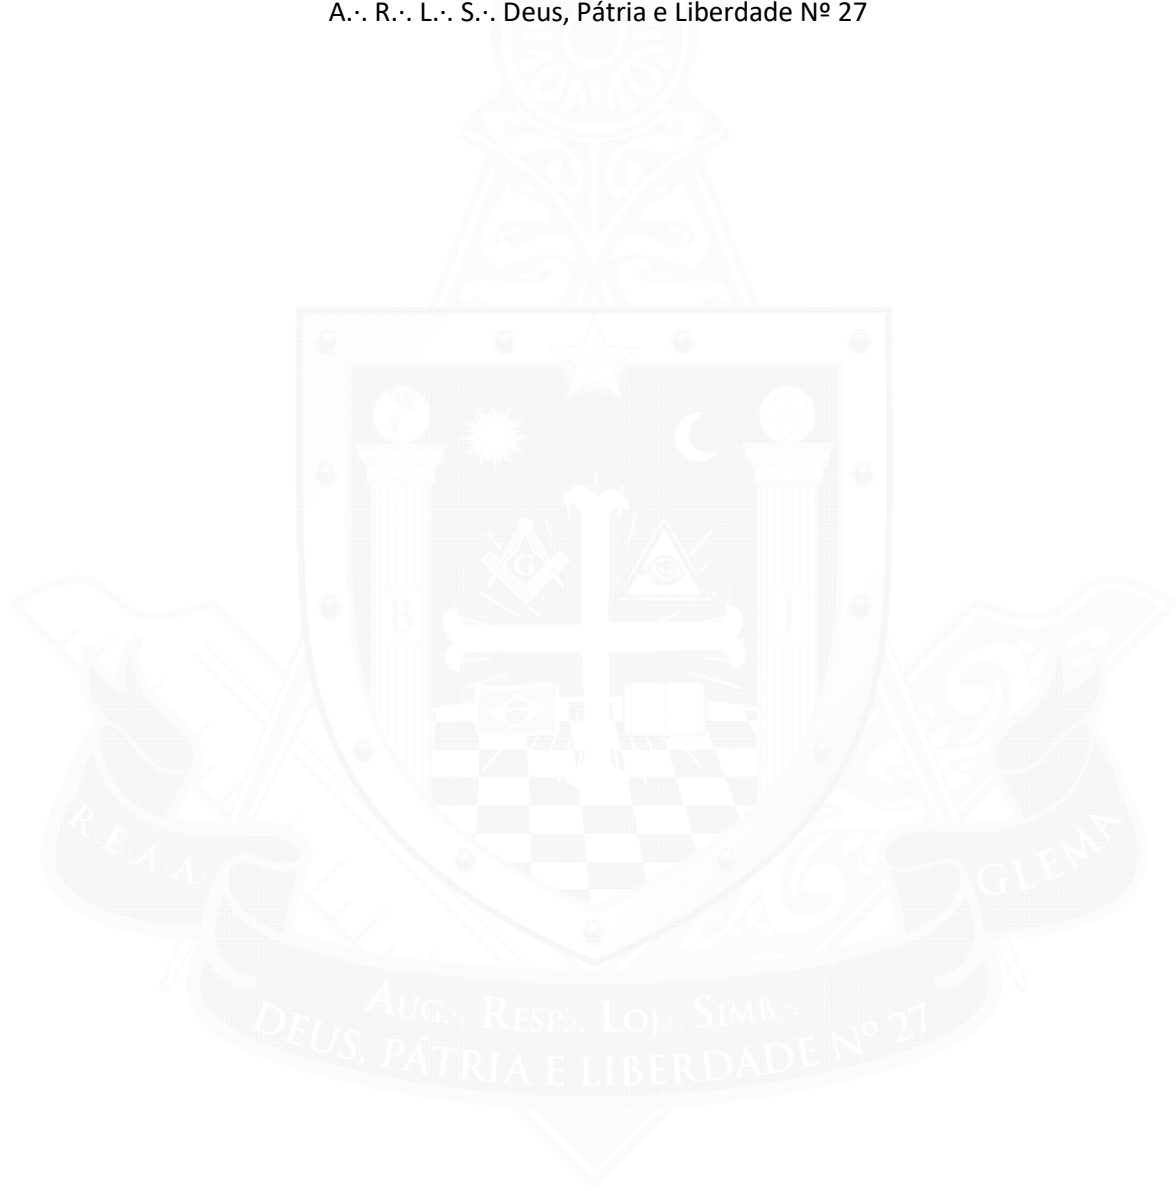 A.·. R.·. L.·. S.·. Deus, Pátria e Liberdade Nº 27
G
B
J
R.E.A.A.
GLEMA
AUG.·. RESP.·. LOJ.·. SIMB.·.
DEUS, PÁTRIA E LIBERDADE Nº 27